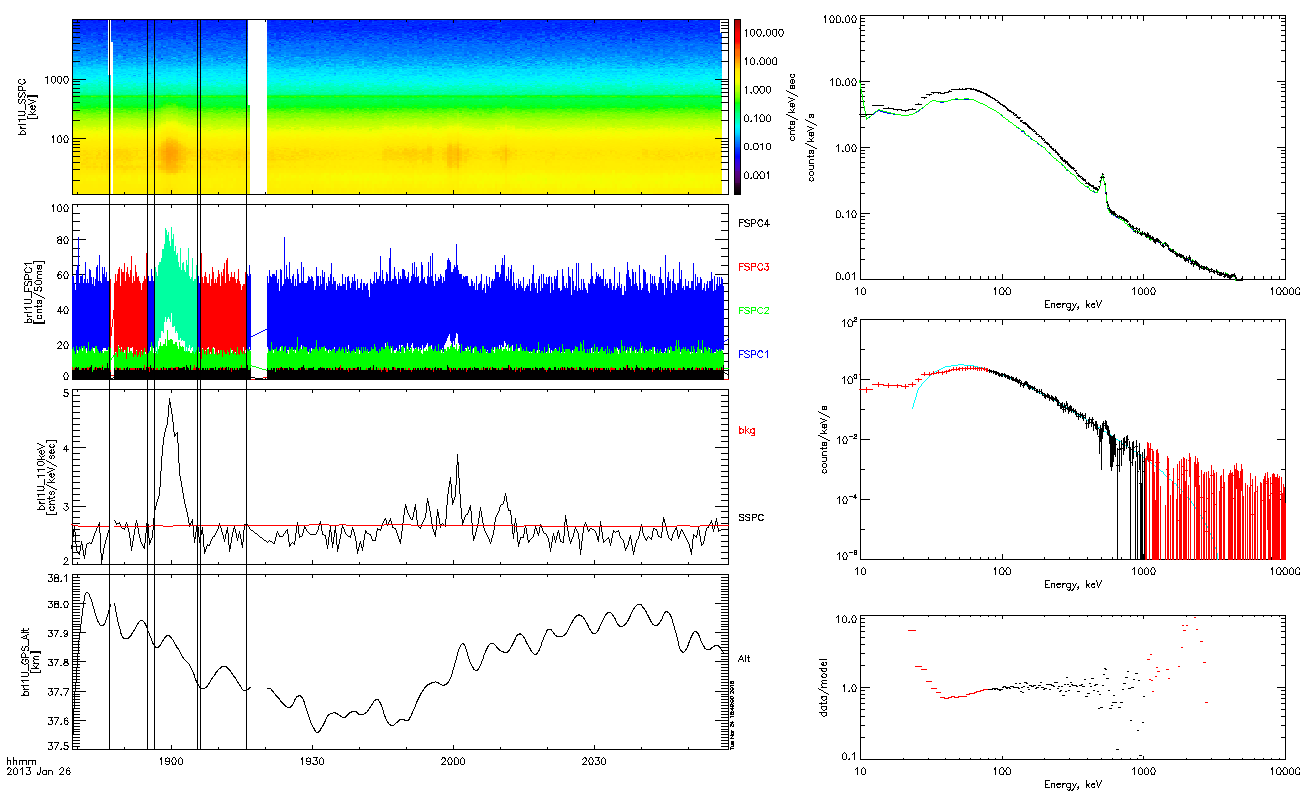 brl1U_SSPC
[keV]
1000
100
100.000
10.000
1.000
0.100
0.010
0.001
cnts/keV/sec
brl1U_FSPC1
[cnts/50ms]
100
80
60
40
20
0
FSPC4
FSPC3
FSPC2
FSPC1
brl1U_110keV
[cnts/keV/sec]
5
4
3
2
bkg
SSPC
brl1U_GPS_Alt
[km]
38.1
38.0
37.9
37.8
37.7
37.6
37.5
Alt
hhmm
2013 Jan 26
1900
1930
2000
2030
counts/keV/s
100.00
10.00
1.00
0.10
0.01
10
100
1000
10000
Energy, keV
counts/keV/s
10²
10⁰
10⁻²
10⁻⁴
10
100
1000
10000
Energy, keV
data/model
10.0
1.0
0.1
10
100
1000
10000
Energy, keV